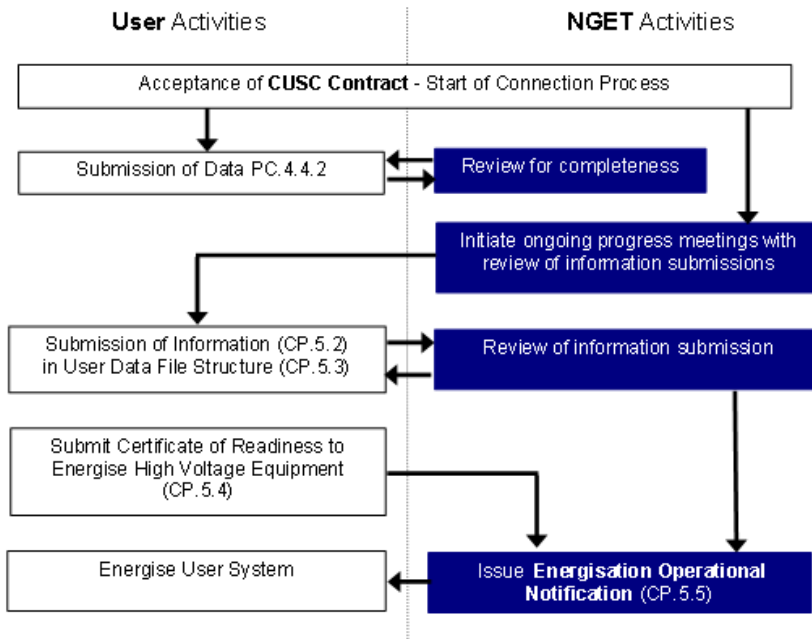 User Activities
NGET Activities
Acceptance of CUSC Contract - Start of Connection Process
Submission of Data PC.4.4.2
Review for completeness
Initiate ongoing progress meetings with
review of information submissions
Submission of Information (CP.5.2)
in User Data File Structure (CP.5.3)
Review of information submission
Submit Certificate of Readiness to
Energise High Voltage Equipment
(CP.5.4)
Energise User System
Issue Energisation Operational
Notification (CP.5.5)